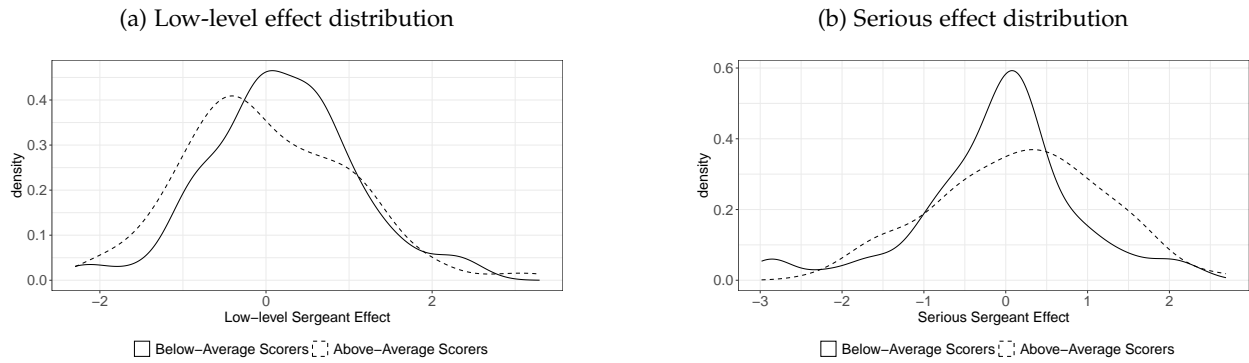 (a) Low-level effect distribution
0.4
0.3
0.2
0.1
0.0
density
−2
0
2
Low−level Sergeant Effect
Below−Average Scorers
Above−Average Scorers
(b) Serious effect distribution
0.6
0.4
0.2
0.0
density
−3
−2
−1
0
1
2
Serious Sergeant Effect
Below−Average Scorers
Above−Average Scorers